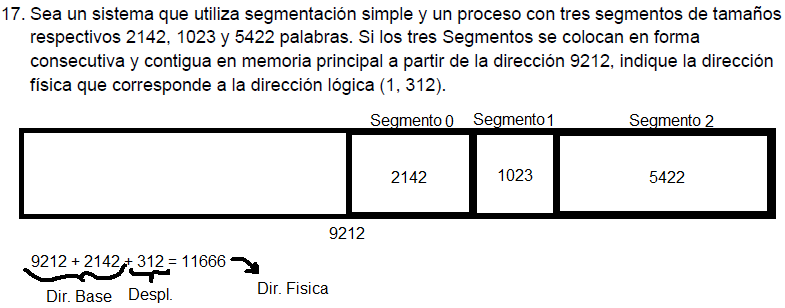 17. Sea un sistema que utiliza segmentación simple y un proceso con tres segmentos de tamaños
respectivos 2142, 1023 y 5422 palabras. Si los tres Segmentos se colocan en forma
consecutiva y contigua en memoria principal a partir de la dirección 9212, indique la dirección
física que corresponde a la dirección lógica (1, 312).
Segmento 0 Segmento 1 Segmento 2
2142 1023 5422
9212
9212 + 2142 + 312 = 11666
Dir. Base Despl. Dir. Fisica